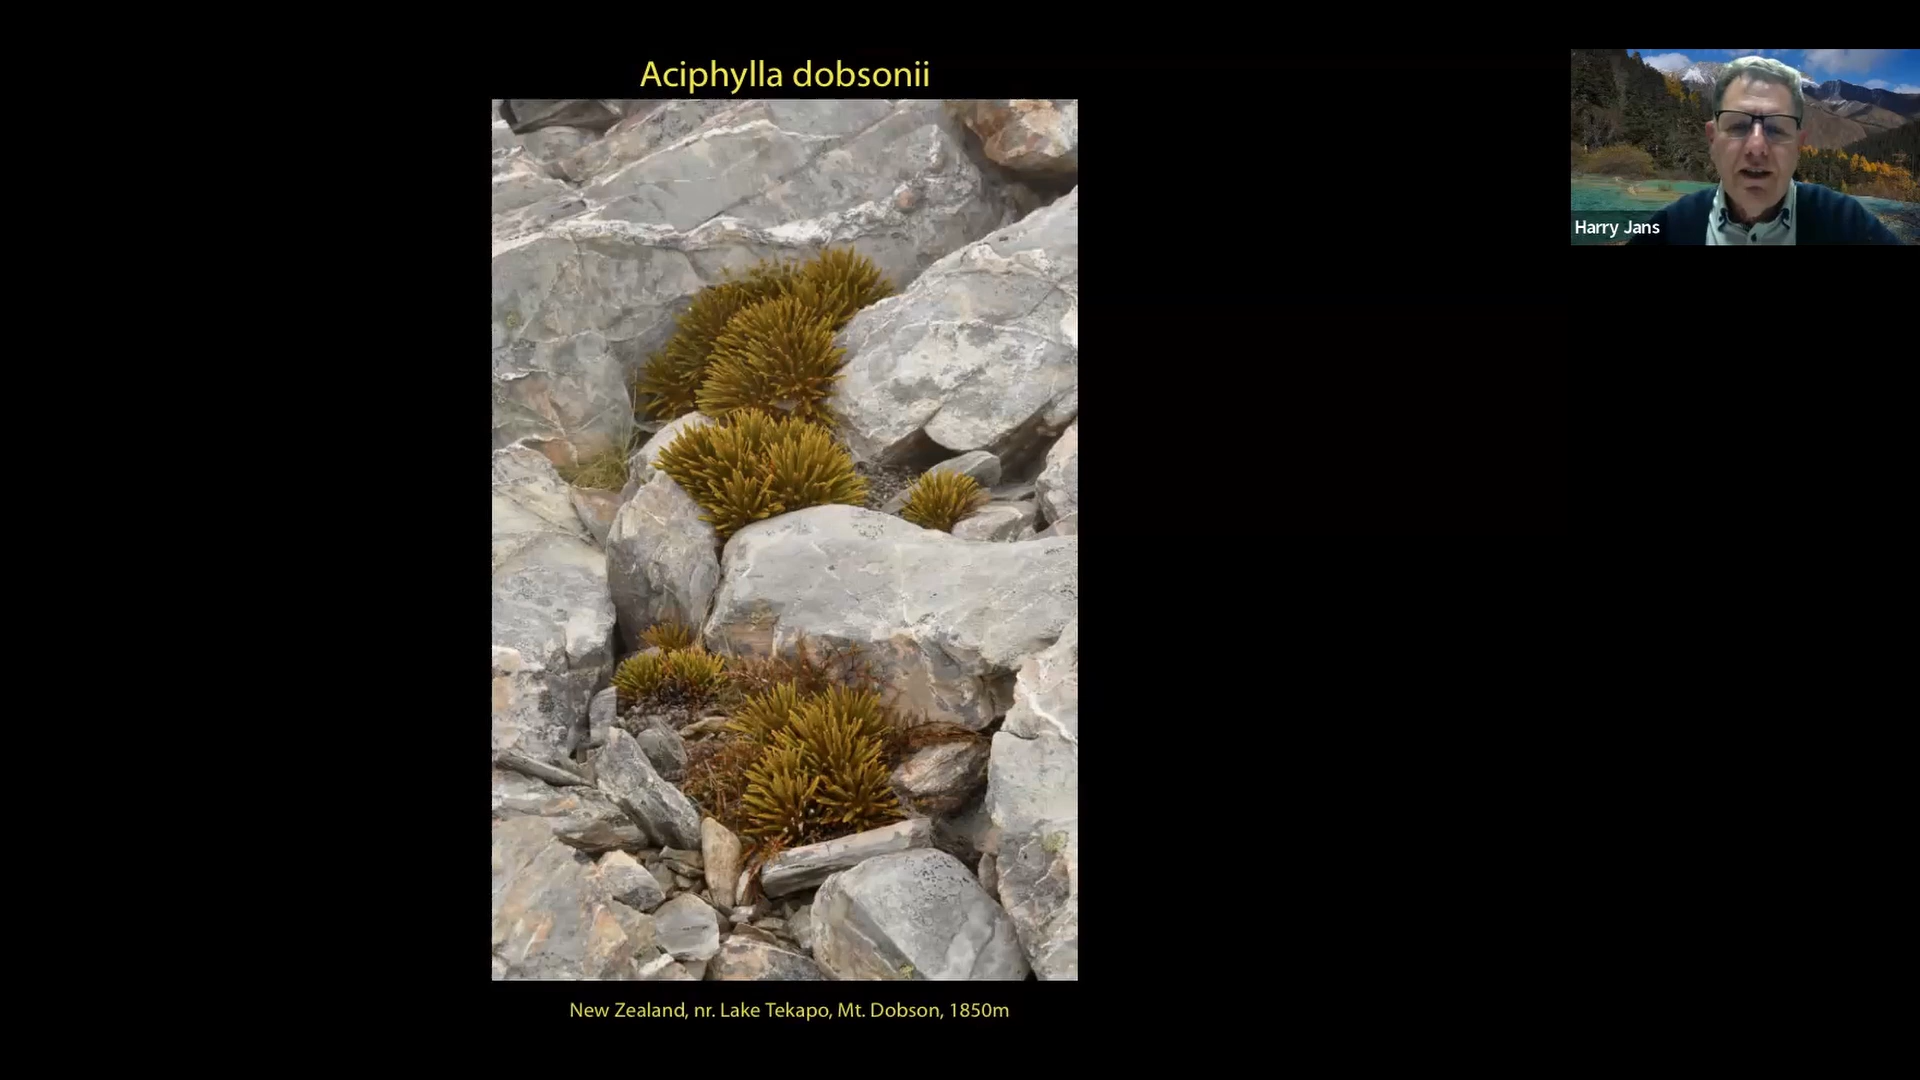 Aciphylla dobsonii
Harry Jans
New Zealand, nr. Lake Tekapo, Mt. Dobson, 1850m